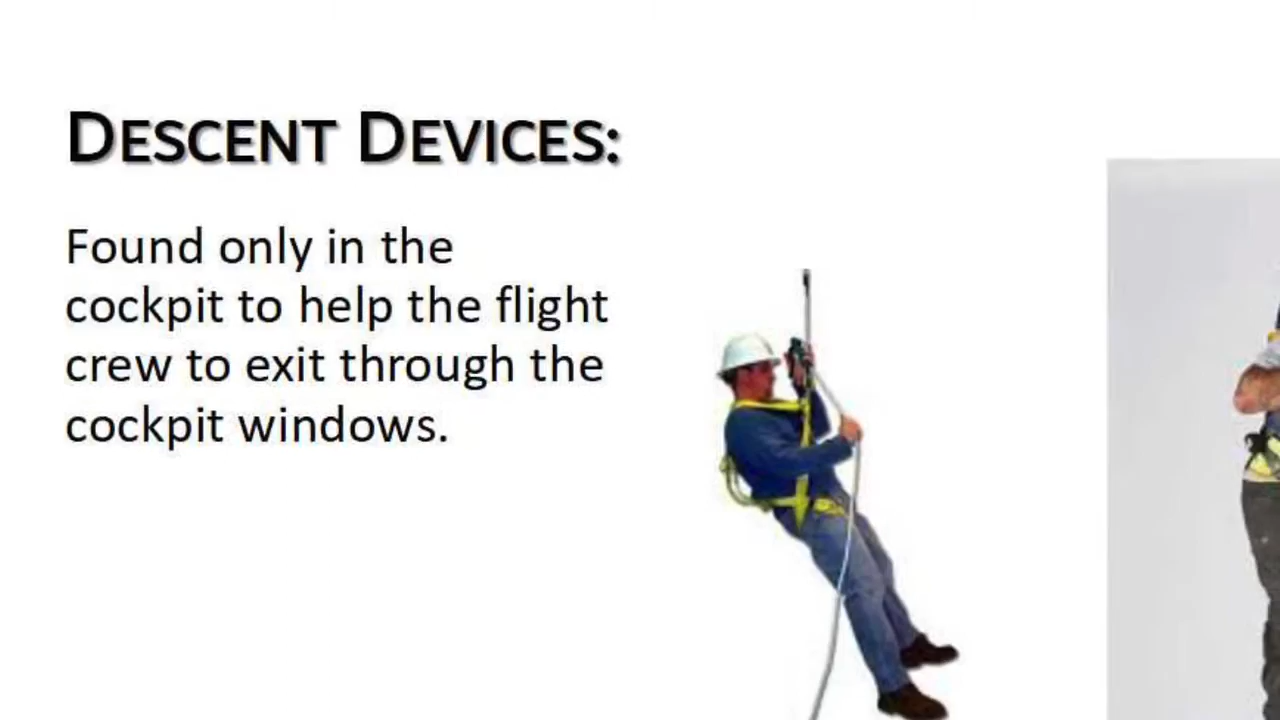 DESCENT DEVICES:
Found only in the
cockpit to help the flight
crew to exit through the
cockpit windows.